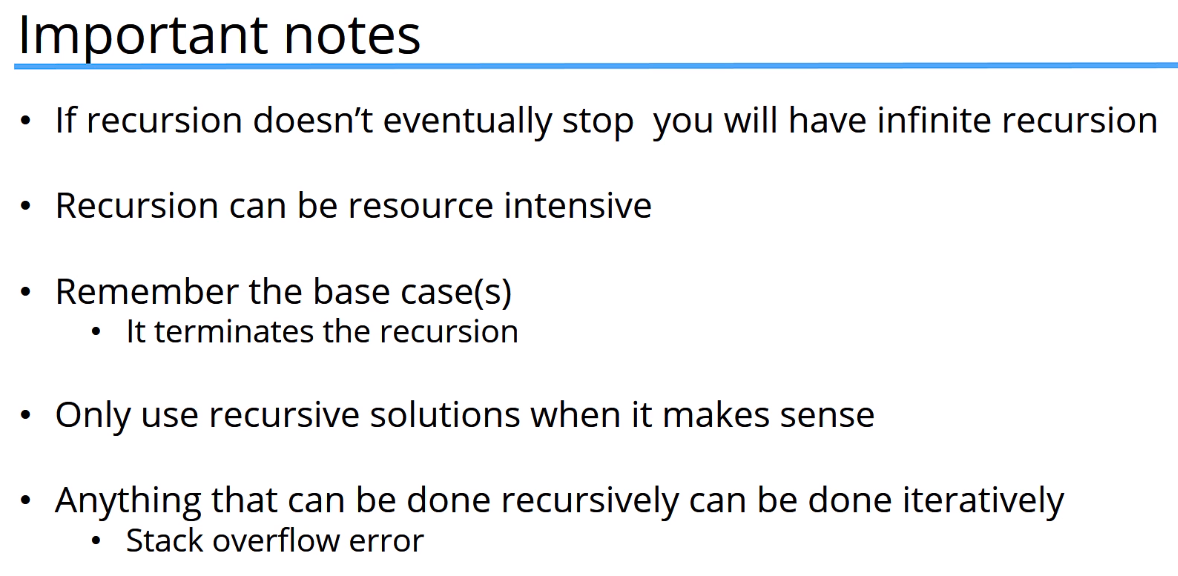 Important notes
• If recursion doesn’t eventually stop  you will have infinite recursion
• Recursion can be resource intensive
• Remember the base case(s)
• It terminates the recursion
• Only use recursive solutions when it makes sense
• Anything that can be done recursively can be done iteratively
• Stack overflow error